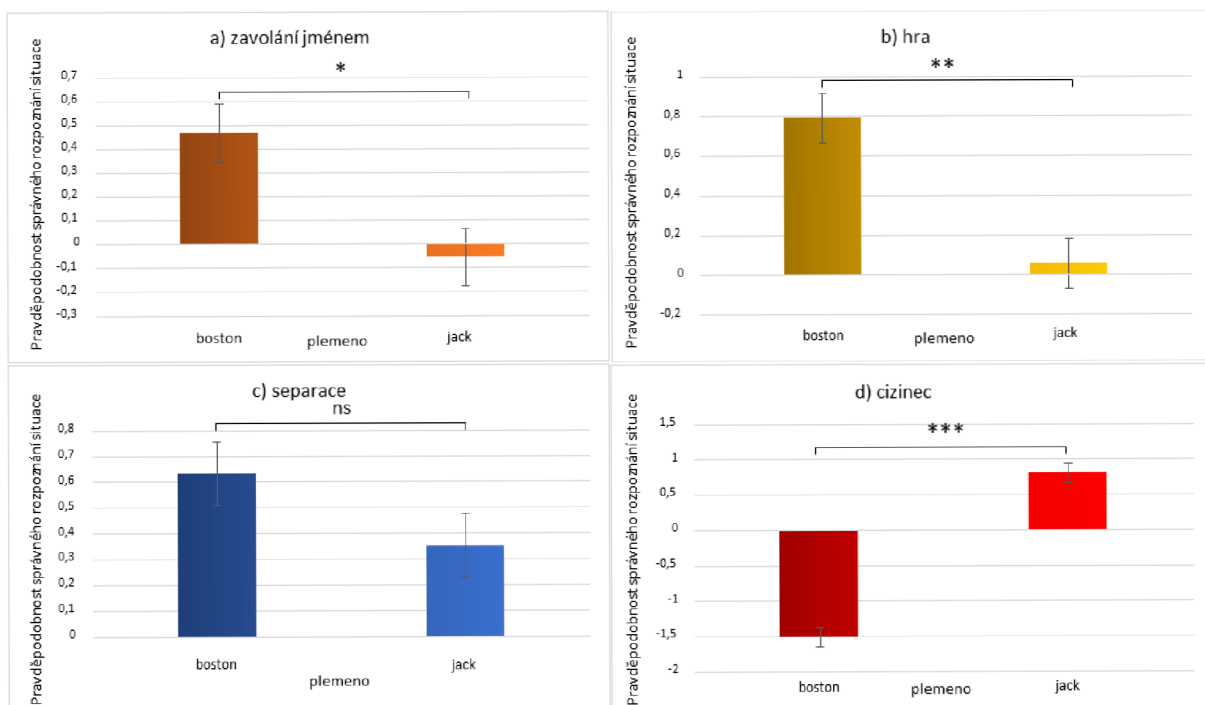 a) zavolání jménem
Pravděpodobnost správného rozpoznání situace
*
0,7
0,6
0,5
0,4
0,3
0,2
0,1
0
-0,1
-0,2
-0,3
boston
plemeno
jack
b) hra
Pravděpodobnost správného rozpoznání situace
**
1
0,8
0,6
0,4
0,2
0
-0,2
boston
plemeno
jack
c) separace
Pravděpodobnost správného rozpoznání situace
ns
0,8
0,7
0,6
0,5
0,4
0,3
0,2
0,1
0
boston
jack
plemeno
d) cizinec
Pravděpodobnost správného rozpoznání situace
***
1,5
1
0,5
0
-0,5
-1
-1,5
-2
boston
plemeno
jack